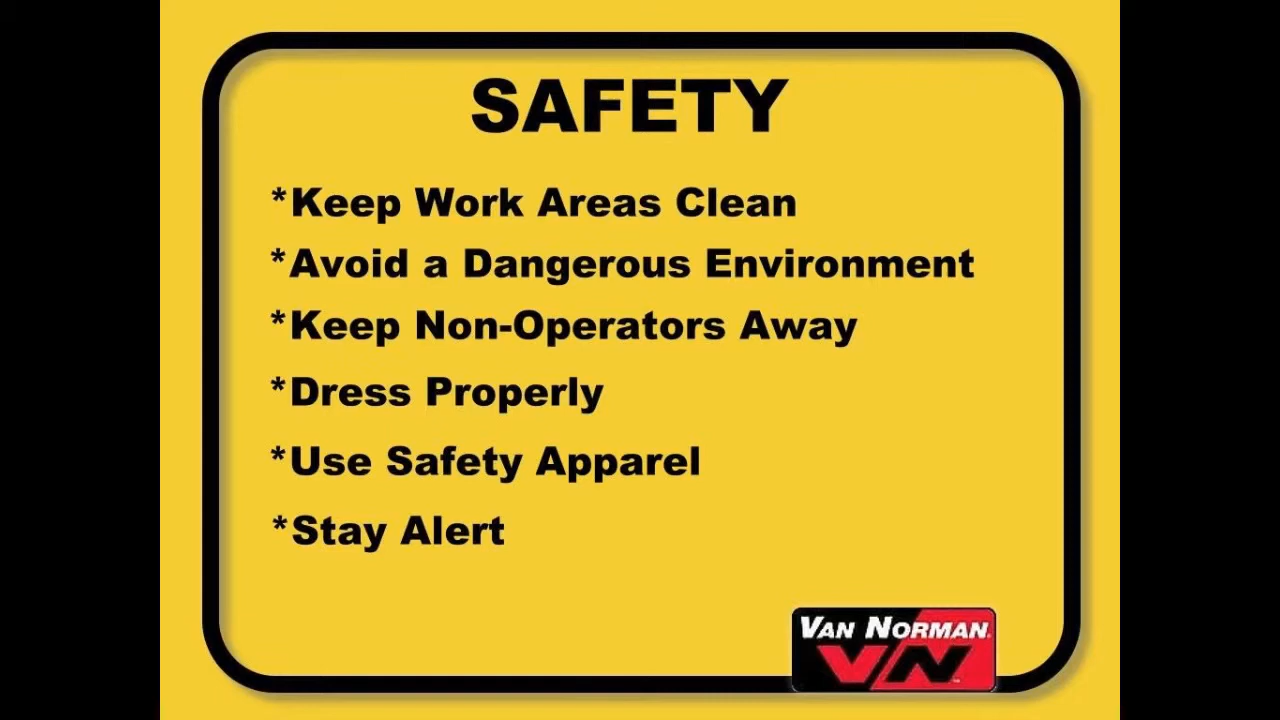 SAFETY
*Keep Work Areas Clean
*Avoid a Dangerous Environment
*Keep Non-Operators Away
*Dress Properly
*Use Safety Apparel
*Stay Alert
VAN NORMAN
VN